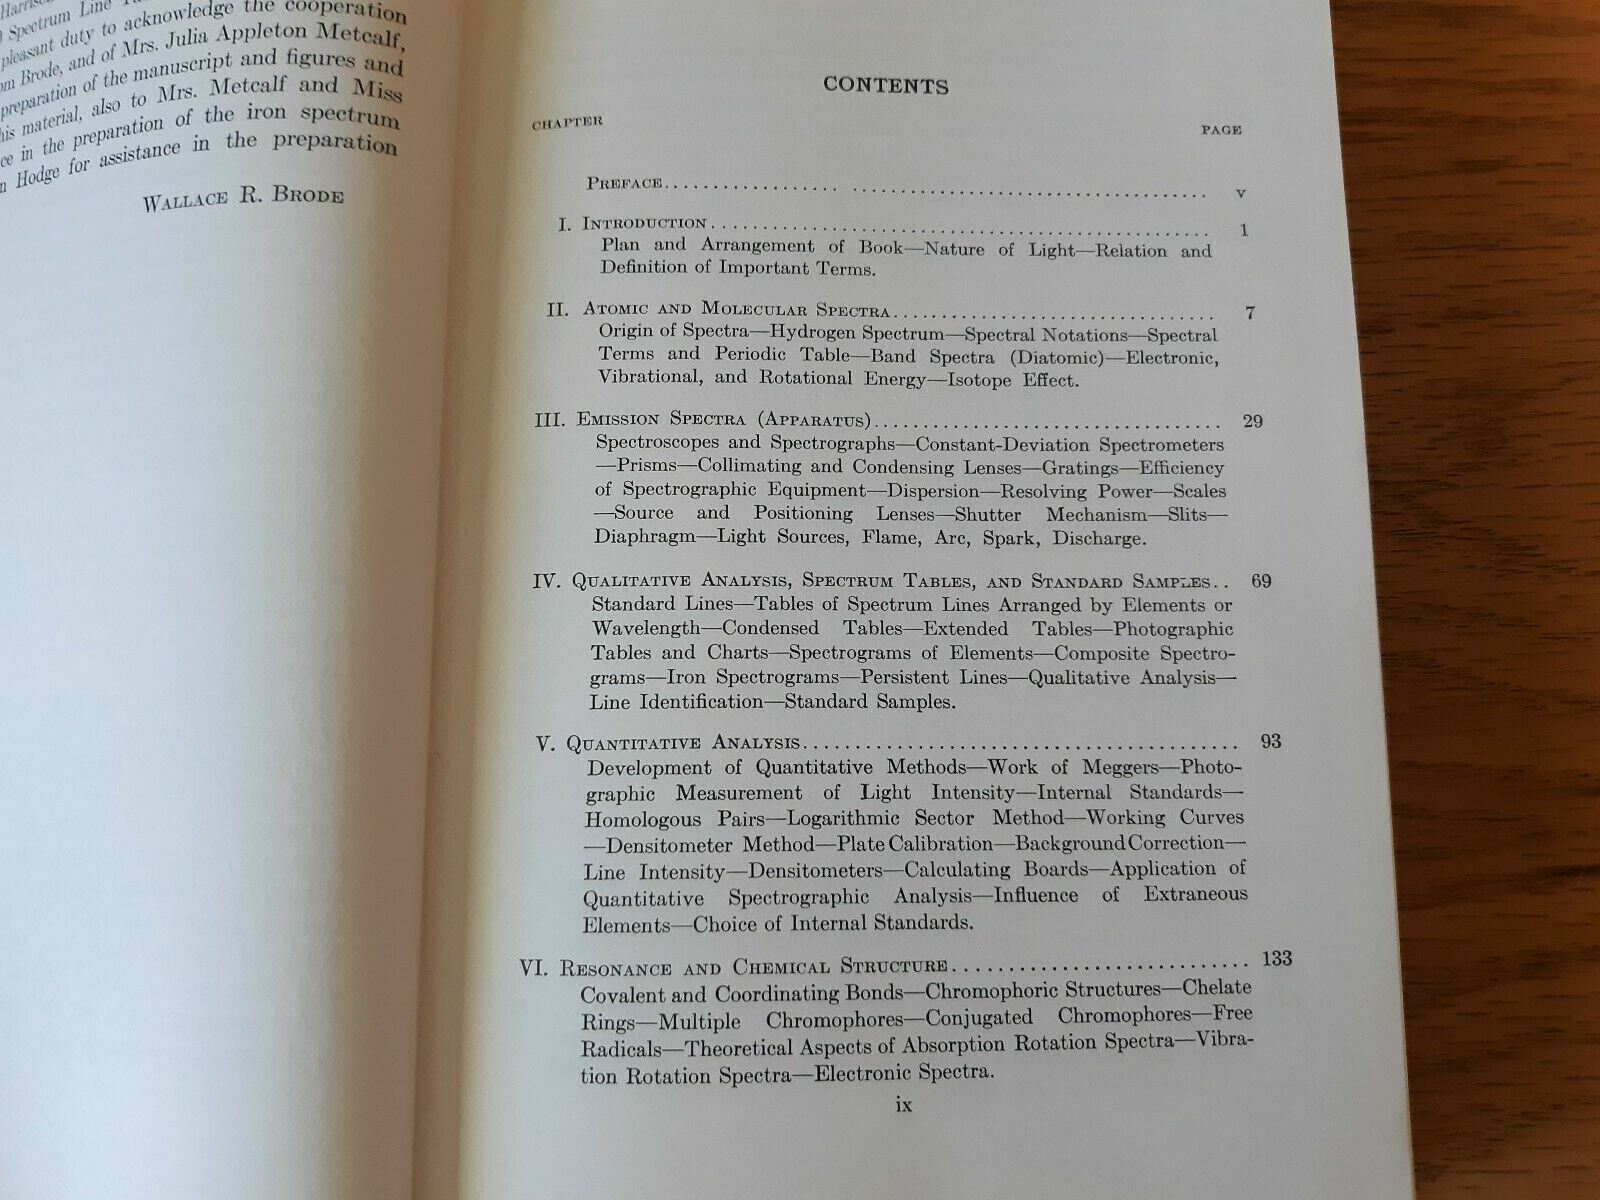 Spectrum Line
pleasant duty to acknowledge the cooperation
Brode, and of Mrs. Julia Appleton Metcalf,
preparation of the manuscript and figures and
his material, also to Mrs. Metcalf and Miss
in the preparation of the iron spectrum
Hodge for assistance in the preparation
WALLACE R. BRODE
CONTENTS
CHAPTER
PAGE
PREFACE.................. .................................... v
I. INTRODUCTION................................................ 1
Plan and Arrangement of Book—Nature of Light—Relation and
Definition of Important Terms.
II. ATOMIC AND MOLECULAR SPECTRA............................... 7
Origin of Spectra—Hydrogen Spectrum—Spectral Notations—Spectral
Terms and Periodic Table—Band Spectra (Diatomic)—Electronic,
Vibrational, and Rotational Energy—Isotope Effect.
III. EMISSION SPECTRA (APPARATUS).................................. 29
Spectroscopes and Spectrographs—Constant-Deviation Spectrometers
—Prisms—Collimating and Condensing Lenses—Gratings—Efficiency
of Spectrographic Equipment—Dispersion—Resolving Power—Scales
—Source and Positioning Lenses—Shutter Mechanism—Slits—
Diaphragm—Light Sources, Flame, Arc, Spark, Discharge.
IV. QUALITATIVE ANALYSIS, SPECTRUM TABLES, AND STANDARD SAMPLES.. 69
Standard Lines—Tables of Spectrum Lines Arranged by Elements or
Wavelength—Condensed Tables—Extended Tables—Photographic
Tables and Charts—Spectrograms of Elements—Composite Spectro-
grams—Iron Spectrograms—Persistent Lines—Qualitative Analysis—
Line Identification—Standard Samples.
V. QUANTITATIVE ANALYSIS.......................................... 93
Development of Quantitative Methods—Work of Meggers—Photo-
graphic Measurement of Light Intensity—Internal Standards—
Homologous Pairs—Logarithmic Sector Method—Working Curves
—Densitometer Method—Plate Calibration—Background Correction—
Line Intensity—Densitometers—Calculating Boards—Application of
Quantitative Spectrographic Analysis—Influence of Extraneous
Elements—Choice of Internal Standards.
VI. RESONANCE AND CHEMICAL STRUCTURE............................ 133
Covalent and Coordinating Bonds—Chromophoric Structures—Chelate
Rings—Multiple Chromophores—Conjugated Chromophores—Free
Radicals—Theoretical Aspects of Absorption Rotation Spectra—Vibra-
tion Rotation Spectra—Electronic Spectra.
ix